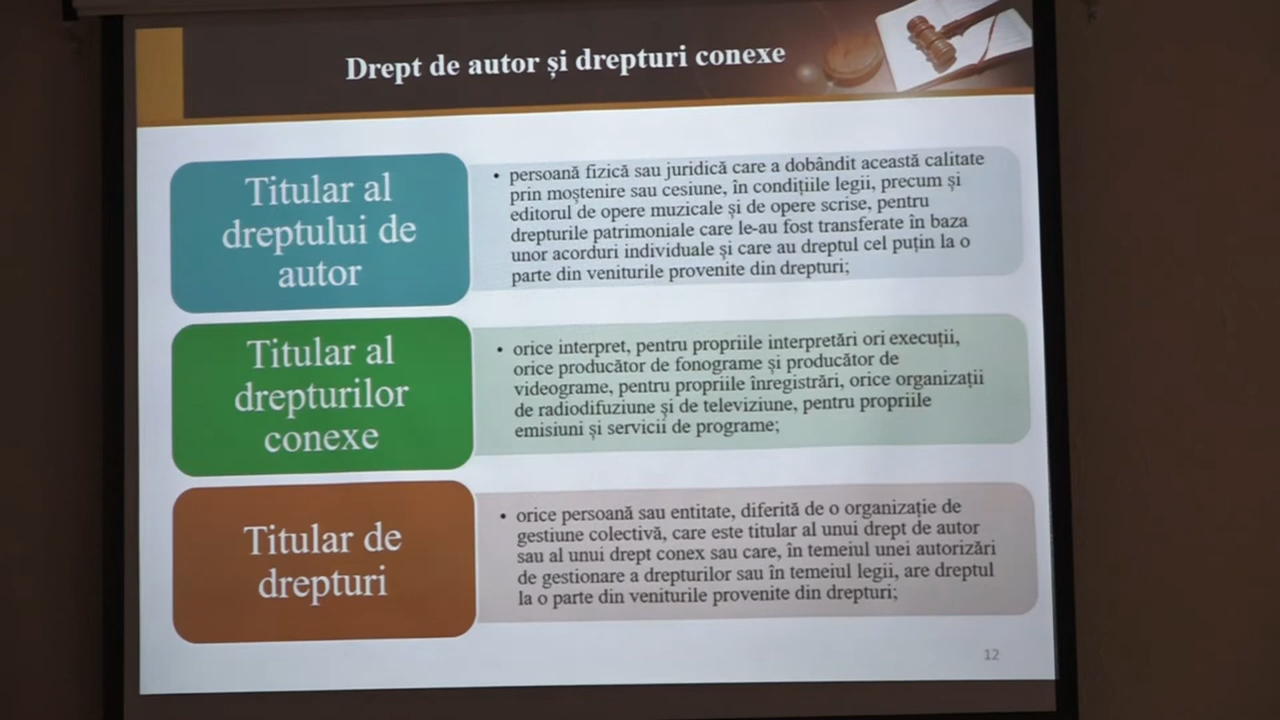 Drept de autor și drepturi conexe
Titular al
dreptului de
autor
• persoană fizică sau juridică care a dobândit această calitate
prin moștenire sau cesiune, în condițiile legii, precum și
editorul de opere muzicale și de opere scrise, pentru
drepturile patrimoniale care le-au fost transferate în baza
unor acorduri individuale și care au dreptul cel puțin la o
parte din veniturile provenite din drepturi;
Titular al
drepturilor
conexe
• orice interpret, pentru propriile interpretări ori execuții,
orice producător de fonograme și producător de
videograme, pentru propriile înregistrări, orice organizații
de radiodifuziune și de televiziune, pentru propriile
emisiuni și servicii de programe;
Titular de
drepturi
• orice persoană sau entitate, diferită de o organizație de
gestiune colectivă, care este titular al unui drept de autor
sau al unui drept conex sau care, în temeiul unei autorizări
de gestionare a drepturilor sau în temeiul legii, are dreptul
la o parte din veniturile provenite din drepturi;
12